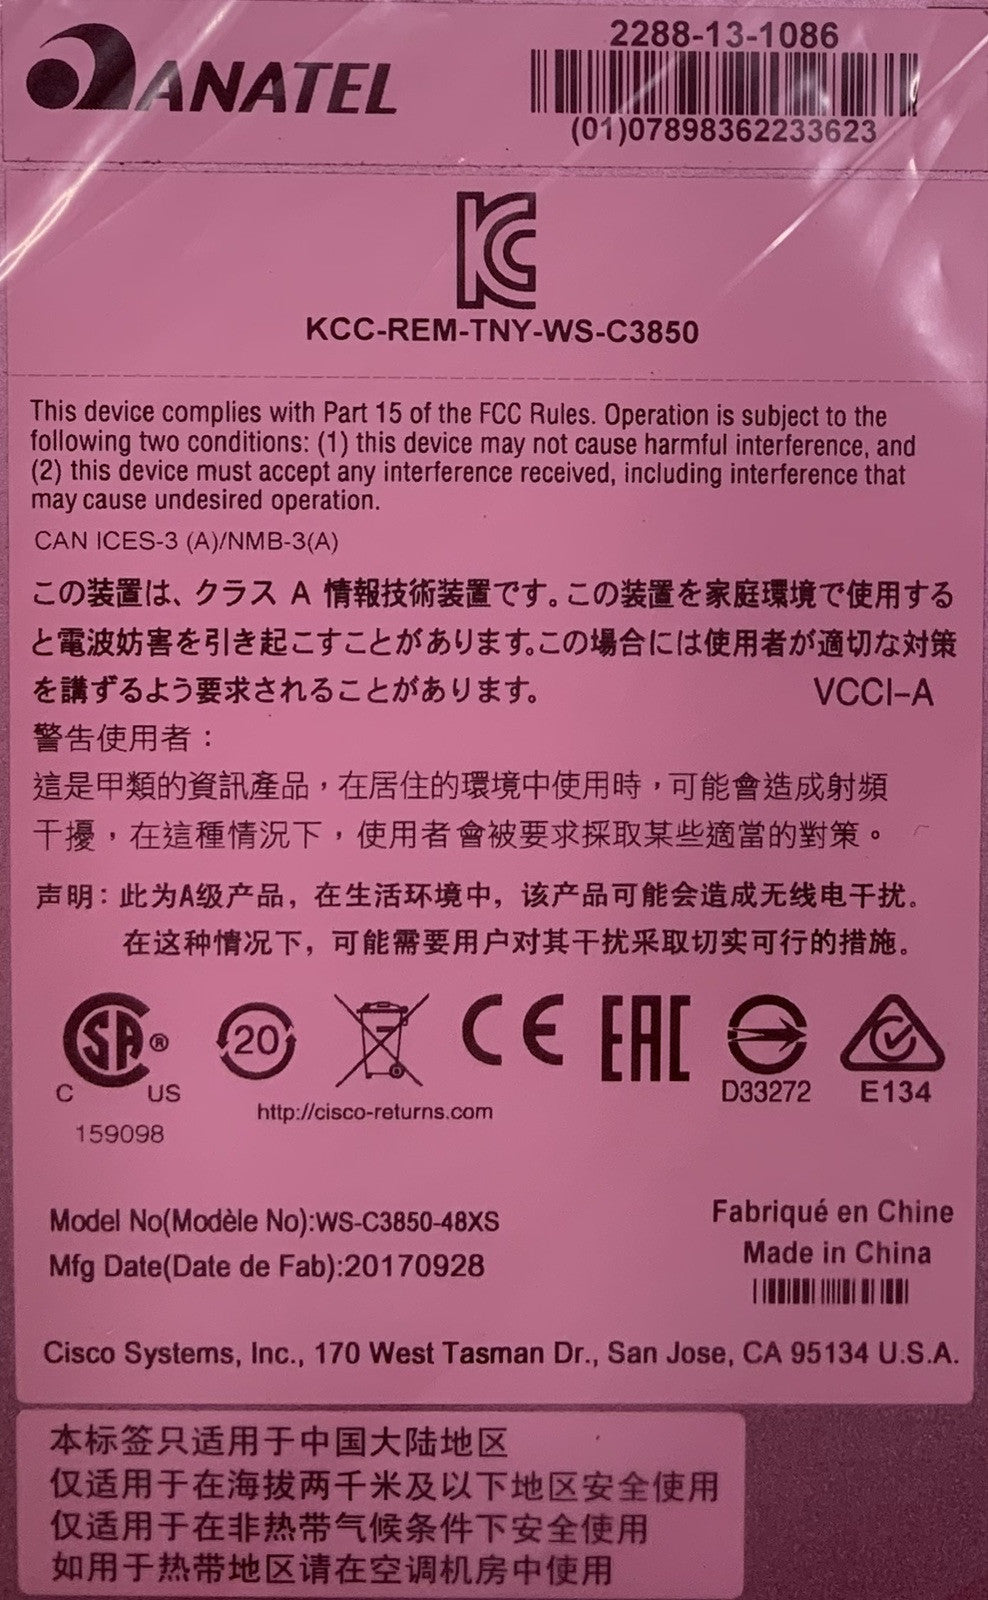 ANATEL
2288-13-1086
(01)07898362233623
KCC-REM-TNY-WS-C3850
This device complies with Part 15 of the FCC Rules. Operation is subject to the
following two conditions: (1) this device may not cause harmful interference, and
(2) this device must accept any interference received, including interference that
may cause undesired operation.
CAN ICES-3 (A)/NMB-3(A)
この装置は、クラス A 情報技術装置です。この装置を家庭環境で使用する
と電波妨害を引き起こすことがあります。この場合には使用者が適切な対策
を講ずるよう要求されることがあります。 VCCI-A
警告使用者：
這是甲類的資訊產品，在居住的環境中使用時，可能會造成射頻
干擾，在這種情況下，使用者會被要求採取某些適當的對策。
声明：此为A级产品，在生活环境中，该产品可能会造成无线电干扰。
在这种情况下，可能需要用户对其干扰采取切实可行的措施。
SA ®
C US
159098
20
http://cisco-returns.com
CE
EAC
D33272
E134
Model No(Modèle No):WS-C3850-48XS
Mfg Date(Date de Fab):20170928
Fabriqué en Chine
Made in China
Cisco Systems, Inc., 170 West Tasman Dr., San Jose, CA 95134 U.S.A.
本标签只适用于中国大陆地区
仅适用于在海拔两千米及以下地区安全使用
仅适用于在非热带气候条件下安全使用
如用于热带地区请在空调机房中使用